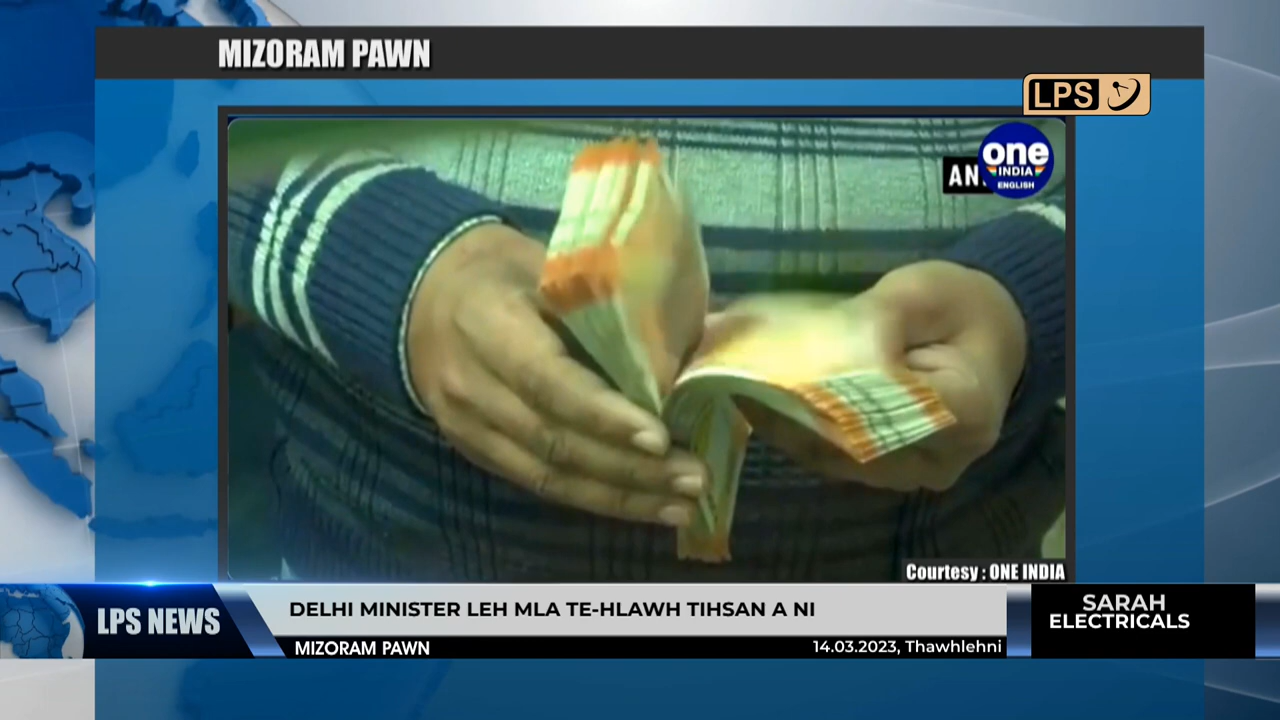 MIZORAM PAWN
LPS
AN
one
INDIA
ENGLISH
Courtesy : ONE INDIA
LPS NEWS
DELHI MINISTER LEH MLA TE-HLAWH TIHSAN A NI
MIZORAM PAWN
14.03.2023, Thawhlehni
SARAH
ELECTRICALS